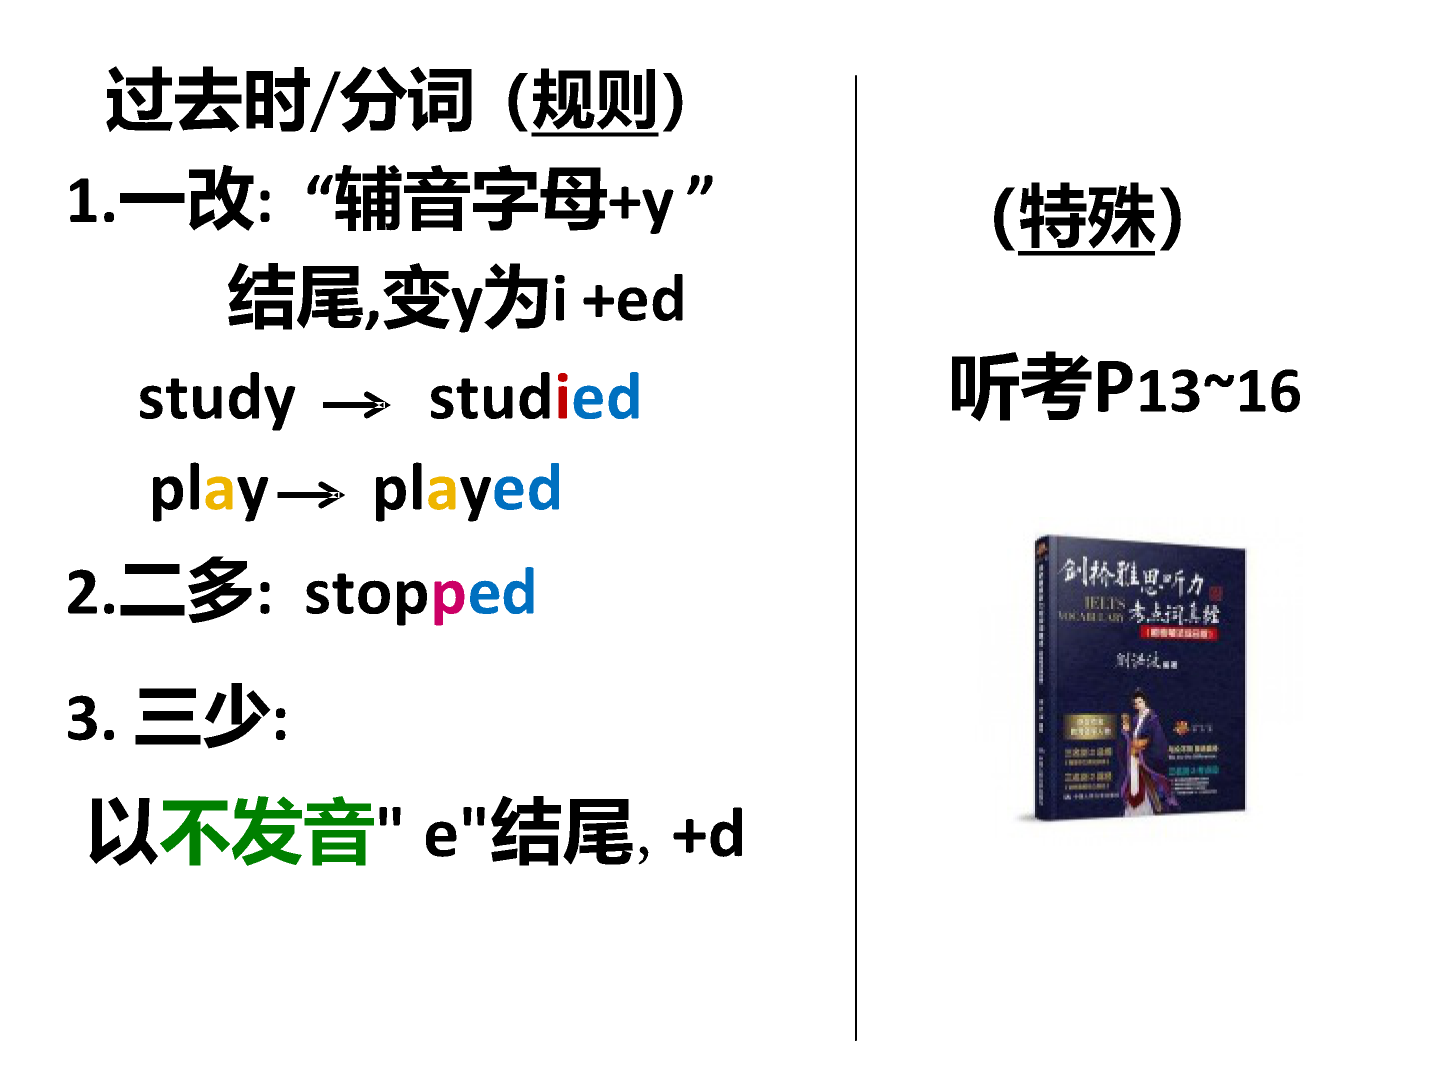 过去时/分词（规则）
1.一改: “辅音字母+y ”
结尾,变y为i +ed
study → studied
play → played
2.二多: stopped
3. 三少:
以不发音" e"结尾, +d
（特殊）
听考P13~16
剑桥雅思听力
IELTS
VOCABULARY
考点词真经
刘洪波